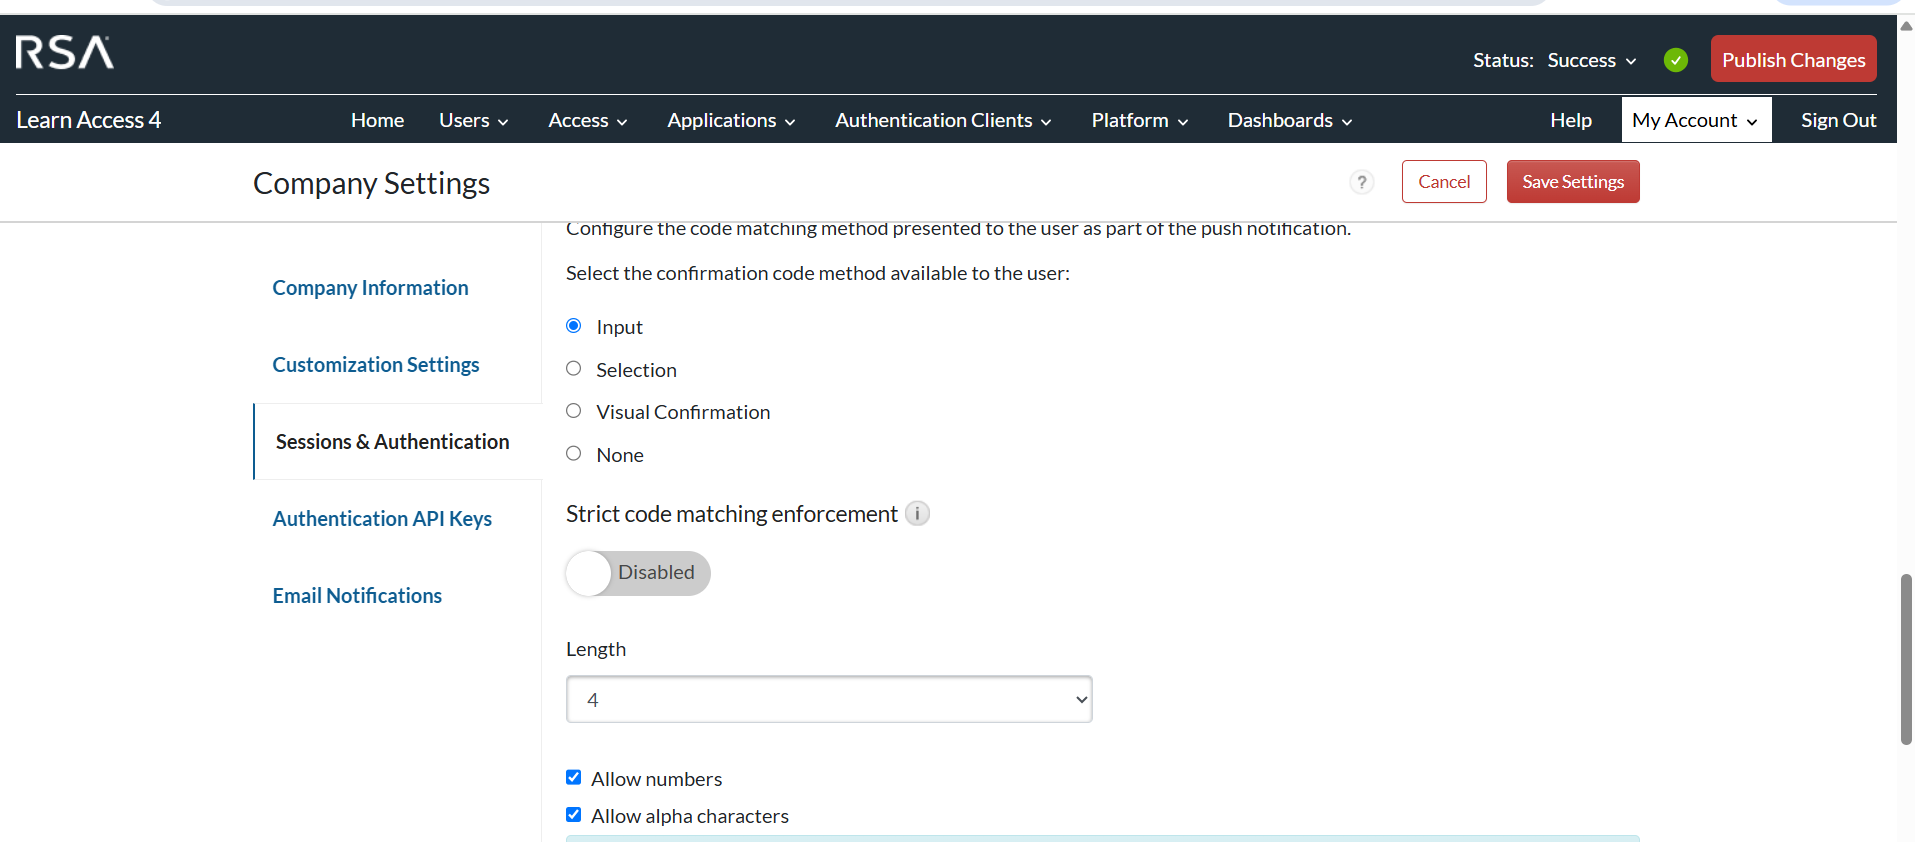 RSA
Status: Success
Publish Changes
Learn Access 4
Home Users Access Applications Authentication Clients Platform Dashboards Help My Account Sign Out
Company Settings
?
Cancel
Save Settings
Company Information
Customization Settings
Sessions & Authentication
Authentication API Keys
Email Notifications
Configure the code matching method presented to the user as part of the push notification.
Select the confirmation code method available to the user:
Input
Selection
Visual Confirmation
None
Strict code matching enforcement i
Disabled
Length
4
Allow numbers
Allow alpha characters